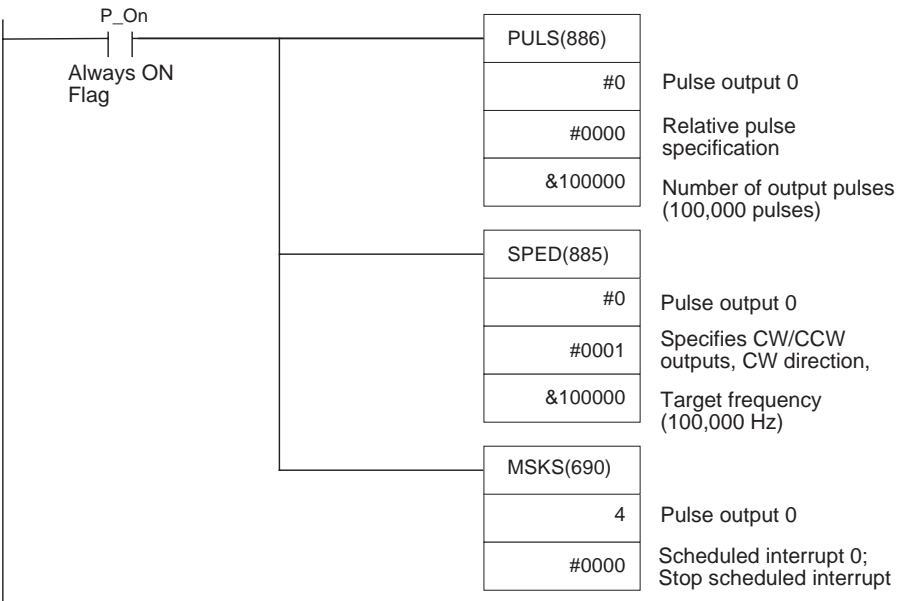 P_On
Always ON
Flag
PULS(886)
#0
Pulse output 0
#0000
Relative pulse
specification
&100000
Number of output pulses
(100,000 pulses)
SPED(885)
#0
Pulse output 0
#0001
Specifies CW/CCW
outputs, CW direction,
&100000
Target frequency
(100,000 Hz)
MSKS(690)
4
Pulse output 0
#0000
Scheduled interrupt 0;
Stop scheduled interrupt